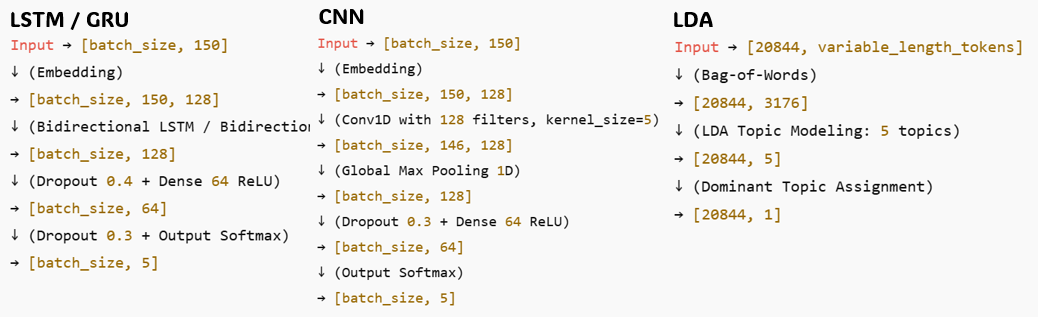 LSTM / GRU
Input → [batch_size, 150]
↓ (Embedding)
→ [batch_size, 150, 128]
↓ (Bidirectional LSTM / Bidirection
→ [batch_size, 128]
↓ (Dropout 0.4 + Dense 64 ReLU)
→ [batch_size, 64]
↓ (Dropout 0.3 + Output Softmax)
→ [batch_size, 5]
CNN
Input → [batch_size, 150]
↓ (Embedding)
→ [batch_size, 150, 128]
↓ (Conv1D with 128 filters, kernel_size=5)
→ [batch_size, 146, 128]
↓ (Global Max Pooling 1D)
→ [batch_size, 128]
↓ (Dropout 0.3 + Dense 64 ReLU)
→ [batch_size, 64]
↓ (Output Softmax)
→ [batch_size, 5]
LDA
Input → [20844, variable_length_tokens]
↓ (Bag-of-Words)
→ [20844, 3176]
↓ (LDA Topic Modeling: 5 topics)
→ [20844, 5]
↓ (Dominant Topic Assignment)
→ [20844, 1]